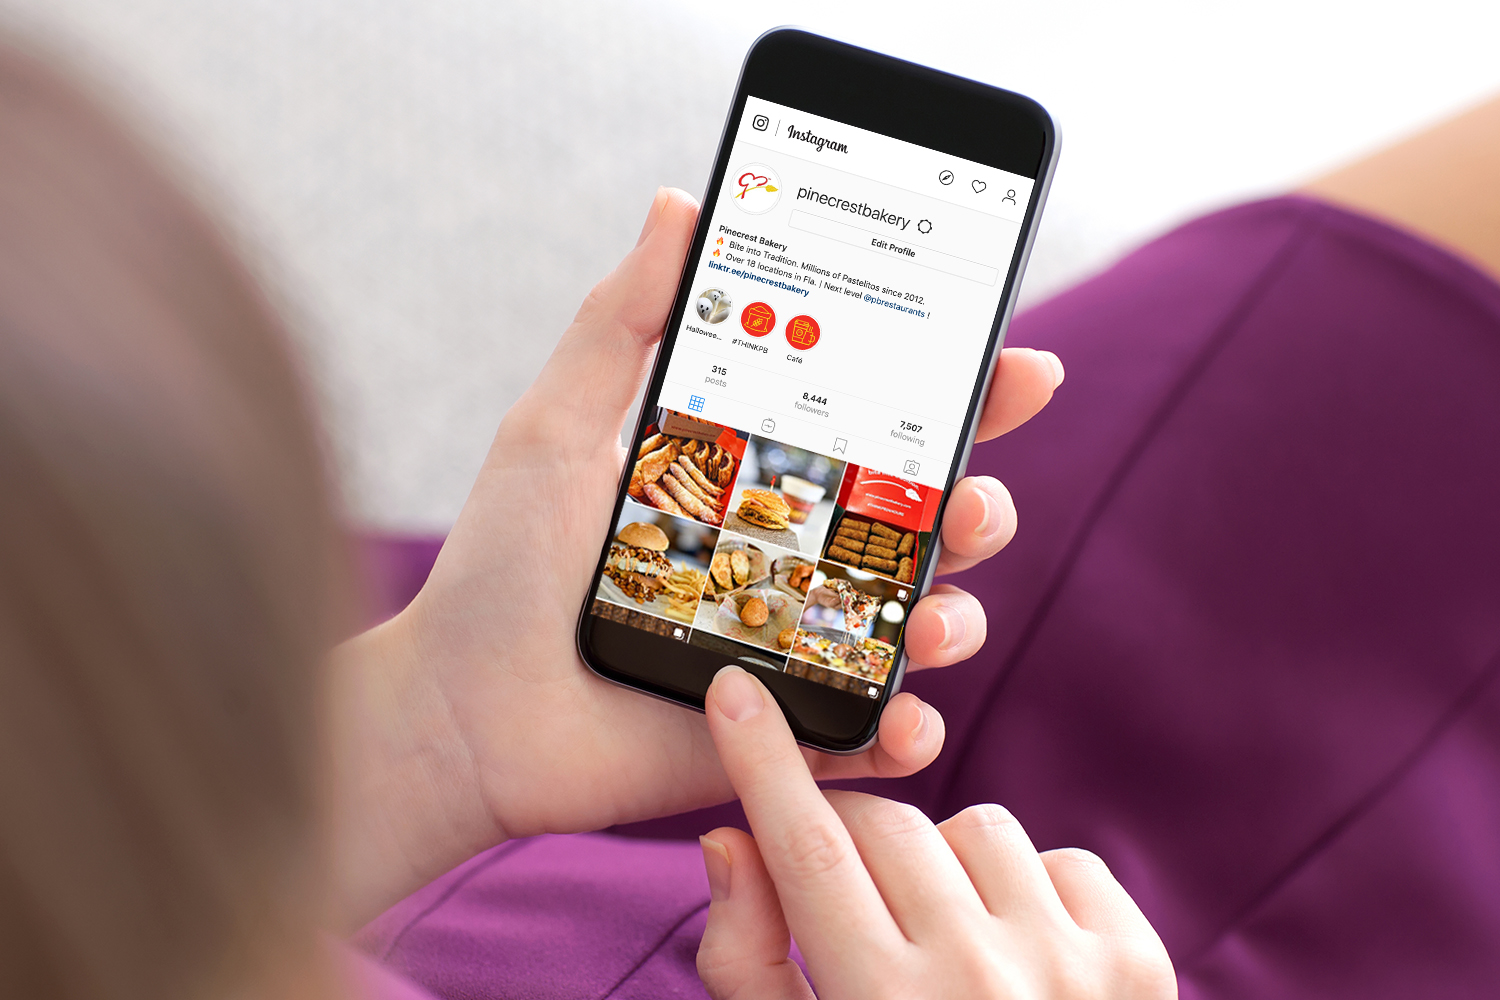 Instagram
pinecrestbakery
Edit Profile
Pinecrest Bakery
🔥 Bite into Tradition. Millions of Pastelitos since 2012.
🔥 Over 18 locations in Fla. | Next level @pbrestaurants !
linktr.ee/pinecrestbakery
Hallowee...
#THINKPB
Café
315
posts
8,444
followers
7,507
following